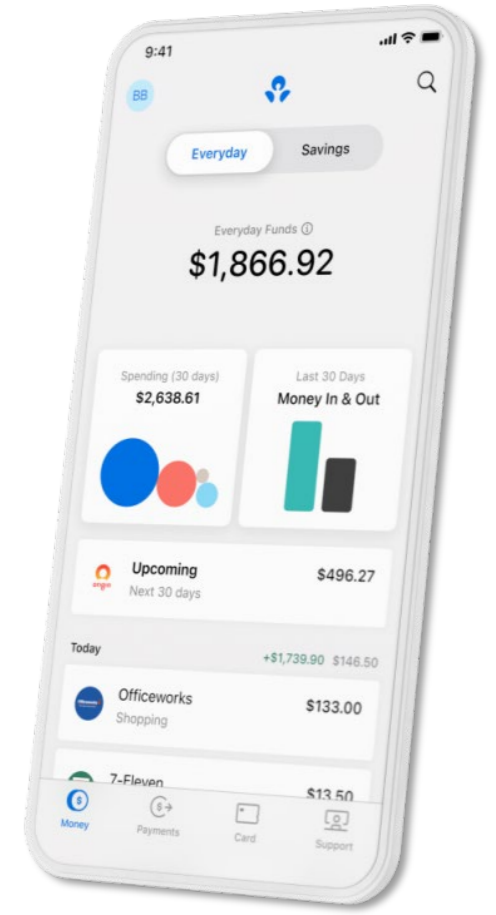 9:41
BB
Everyday Savings
Everyday Funds ⓘ
$1,866.92
Spending (30 days)
$2,638.61
Last 30 Days
Money In & Out
origin
Upcoming
Next 30 days
$496.27
Today
+$1,739.90 $146.50
Officeworks
Shopping
$133.00
7-Eleven
$13.50
Money
Payments
Card
Support